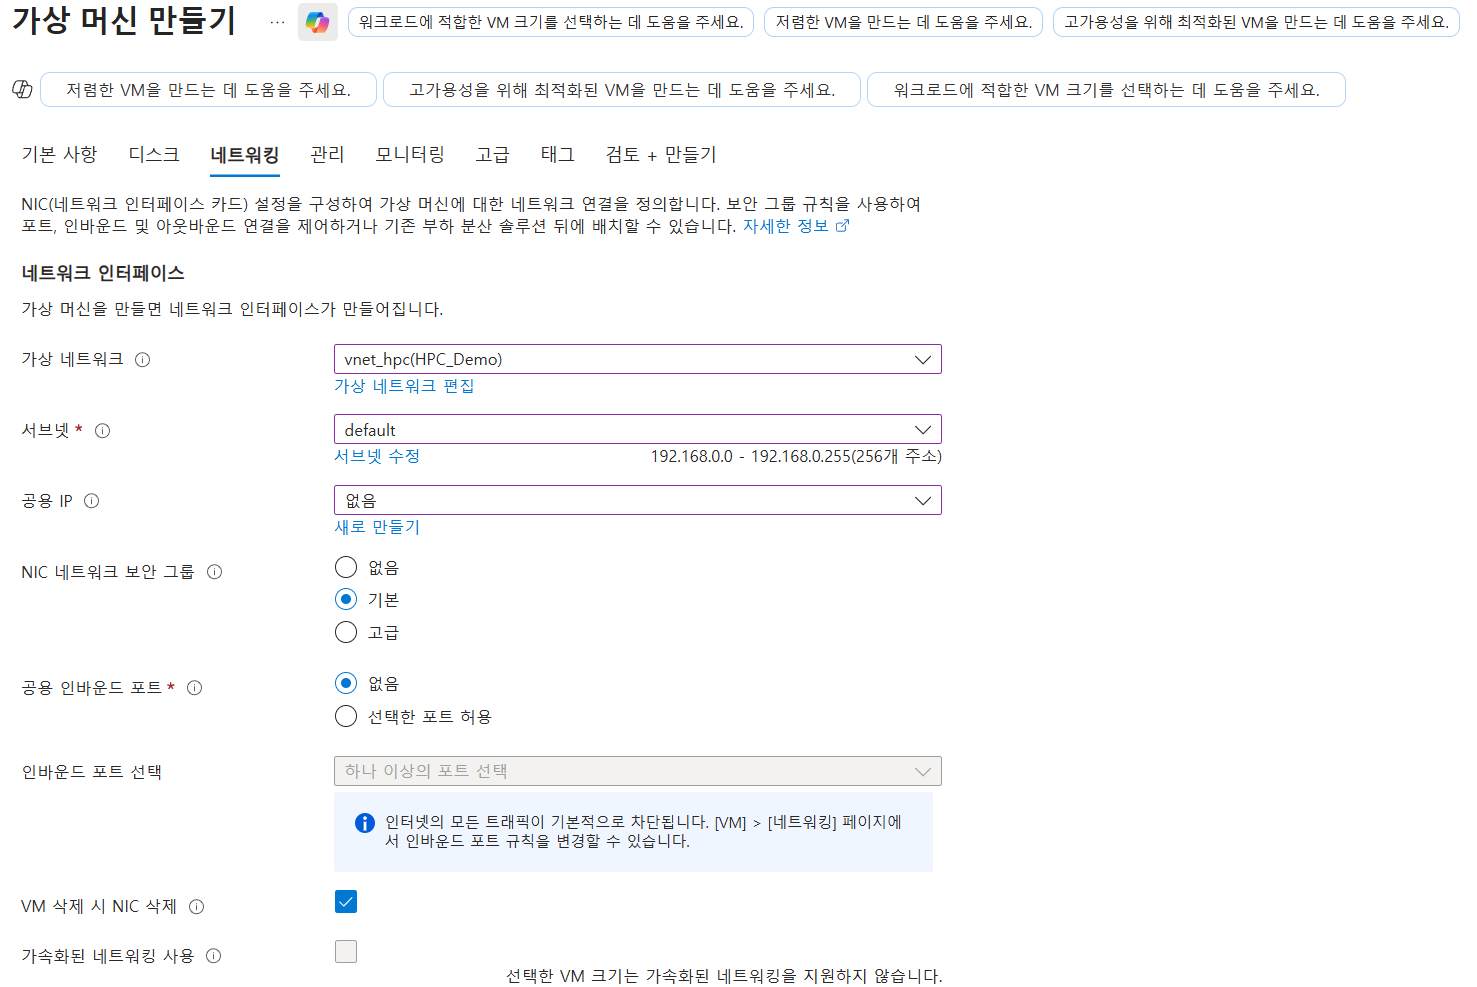 가상 머신 만들기 ... 워크로드에 적합한 VM 크기를 선택하는 데 도움을 주세요. 저렴한 VM을 만드는 데 도움을 주세요. 고가용성을 위해 최적화된 VM을 만드는 데 도움을 주세요.
저렴한 VM을 만드는 데 도움을 주세요. 고가용성을 위해 최적화된 VM을 만드는 데 도움을 주세요. 워크로드에 적합한 VM 크기를 선택하는 데 도움을 주세요.
기본 사항 디스크 네트워킹 관리 모니터링 고급 태그 검토 + 만들기
NIC(네트워크 인터페이스 카드) 설정을 구성하여 가상 머신에 대한 네트워크 연결을 정의합니다. 보안 그룹 규칙을 사용하여
포트, 인바운드 및 아웃바운드 연결을 제어하거나 기존 부하 분산 솔루션 뒤에 배치할 수 있습니다. 자세한 정보
네트워크 인터페이스
가상 머신을 만들면 네트워크 인터페이스가 만들어집니다.
가상 네트워크 vnet_hpc(HPC_Demo)
가상 네트워크 편집
서브넷 * default
서브넷 수정 192.168.0.0 - 192.168.0.255(256개 주소)
공용 IP 없음
새로 만들기
NIC 네트워크 보안 그룹 없음
기본
고급
공용 인바운드 포트 * 없음
선택한 포트 허용
인바운드 포트 선택 하나 이상의 포트 선택
인터넷의 모든 트래픽이 기본적으로 차단됩니다. [VM] > [네트워킹] 페이지에
서 인바운드 포트 규칙을 변경할 수 있습니다.
VM 삭제 시 NIC 삭제
가속화된 네트워킹 사용
선택한 VM 크기는 가속화된 네트워킹을 지원하지 않습니다.